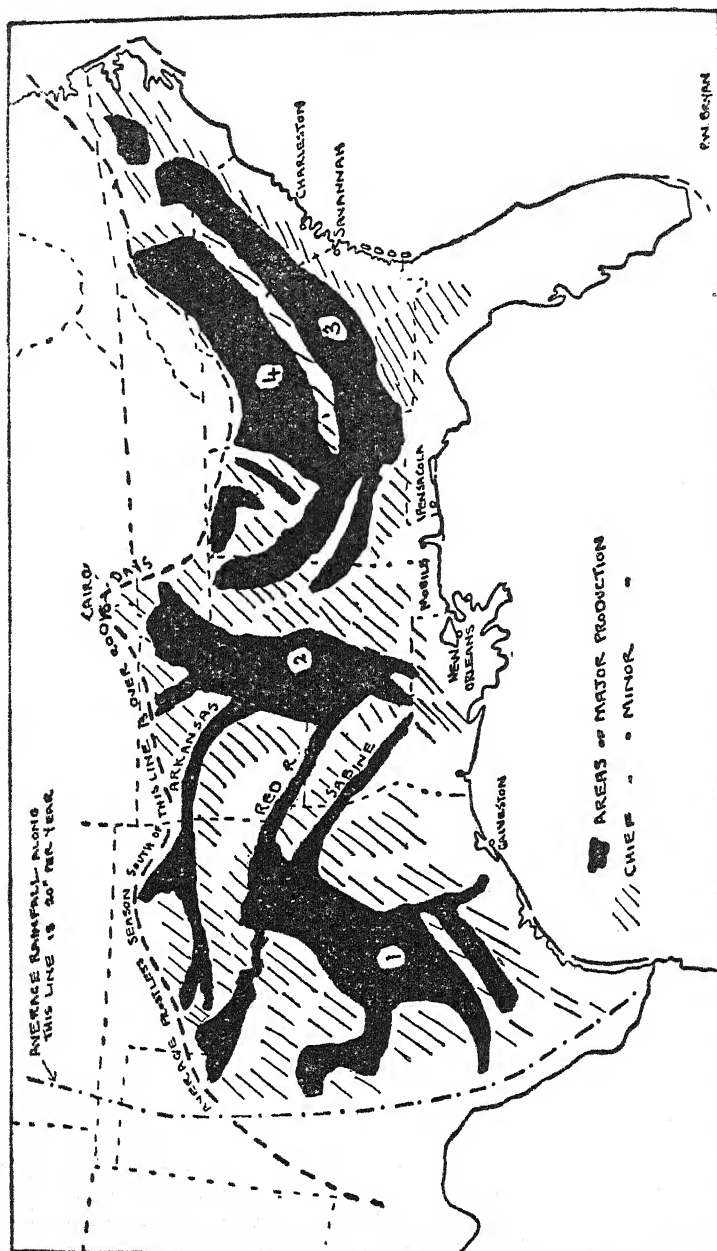 AVERAGE RAINFALL ALONG
THIS LINE IS 20" PER YEAR
AVERAGE FROSTLESS SEASON SOUTH OF THIS LINE IS OVER 200 DAYS
CAIRO
ARKANSAS
RED R.
SABINE
1
2
3
4
CHARLESTON
SAVANNAH
MOBILE
PENSACOLA
NEW
ORLEANS
GALVESTON
AREAS OF MAJOR PRODUCTION
CHIEF " " MINOR "
P.W. BRYAN